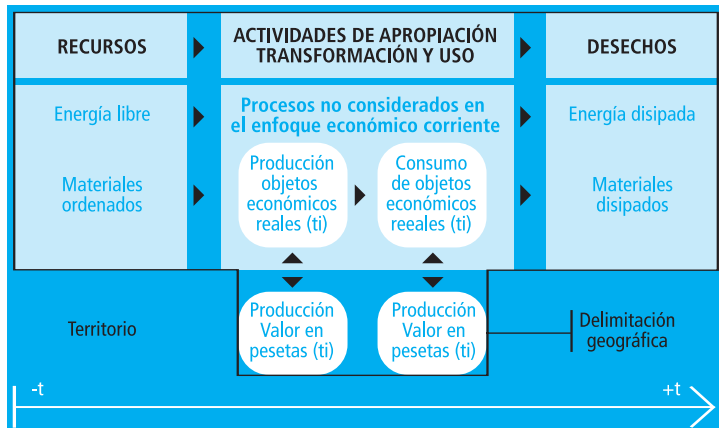 RECURSOS
ACTIVIDADES DE APROPIACIÓN
TRANSFORMACIÓN Y USO
DESECHOS
Energía libre
Procesos no considerados en
el enfoque económico corriente
Energía disipada
Materiales
ordenados
Producción
objetos
económicos
reales (ti)
Consumo
de objetos
económicos
reeales (ti)
Materiales
disipados
Territorio
Producción
Valor en
pesetas (ti)
Producción
Valor en
pesetas (ti)
Delimitación
geográfica
-t
+t